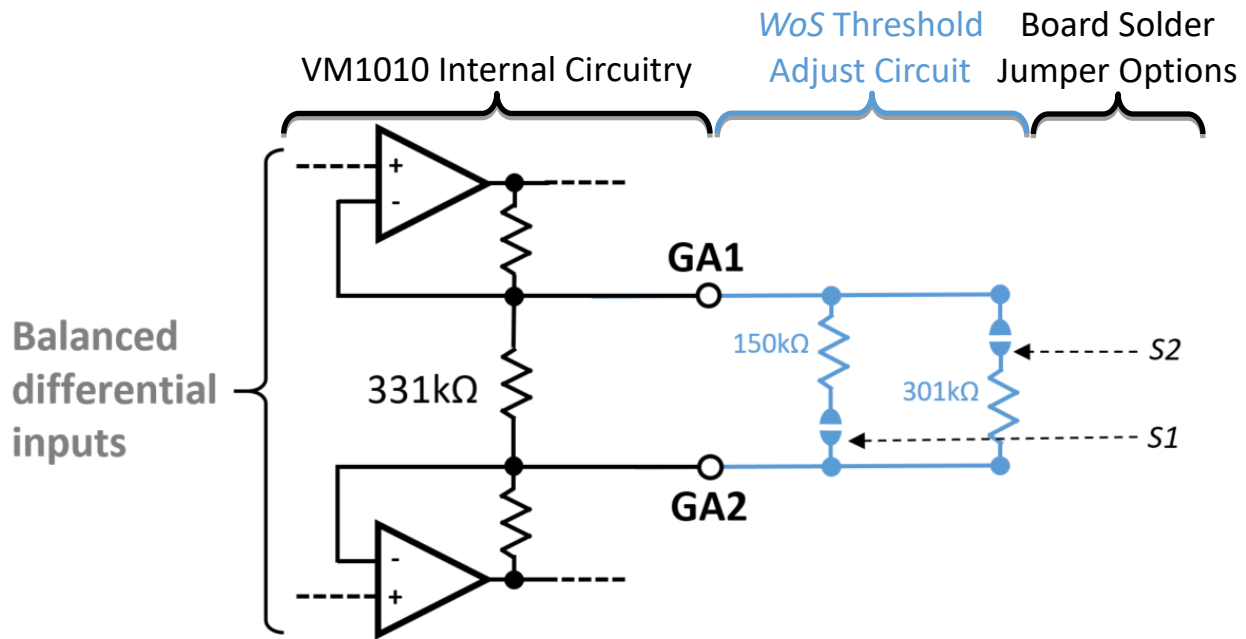 VM1010 Internal Circuitry
WoS Threshold
Adjust Circuit
Board Solder
Jumper Options
+
-
GA1
150kΩ
S2
Balanced
differential
inputs
331kΩ
301kΩ
S1
GA2
-
+